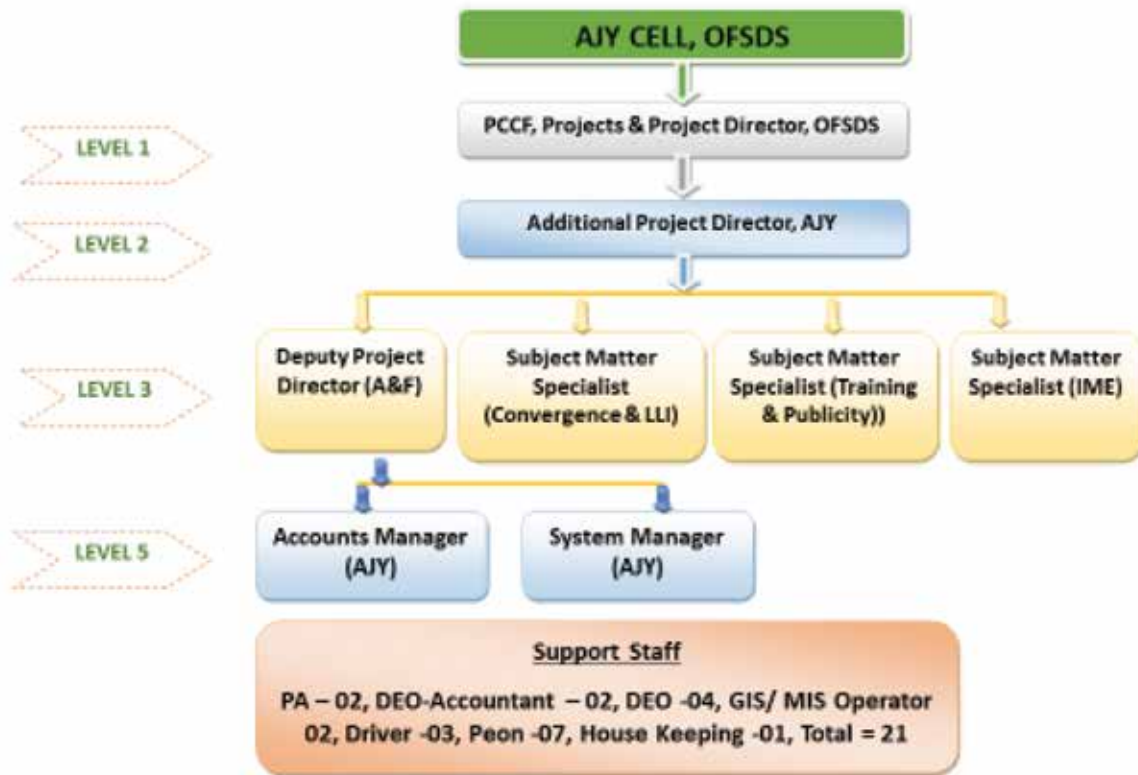 AJY CELL, OFSDS
LEVEL 1
PCCF, Projects & Project Director, OFSDS
LEVEL 2
Additional Project Director, AJY
LEVEL 3
Deputy Project
Director (A&F)
Subject Matter
Specialist
(Convergence & LLI)
Subject Matter
Specialist (Training
& Publicity))
Subject Matter
Specialist (IME)
LEVEL 5
Accounts Manager
(AJY)
System Manager
(AJY)
Support Staff
PA – 02, DEO-Accountant – 02, DEO -04, GIS/ MIS Operator
02, Driver -03, Peon -07, House Keeping -01, Total = 21